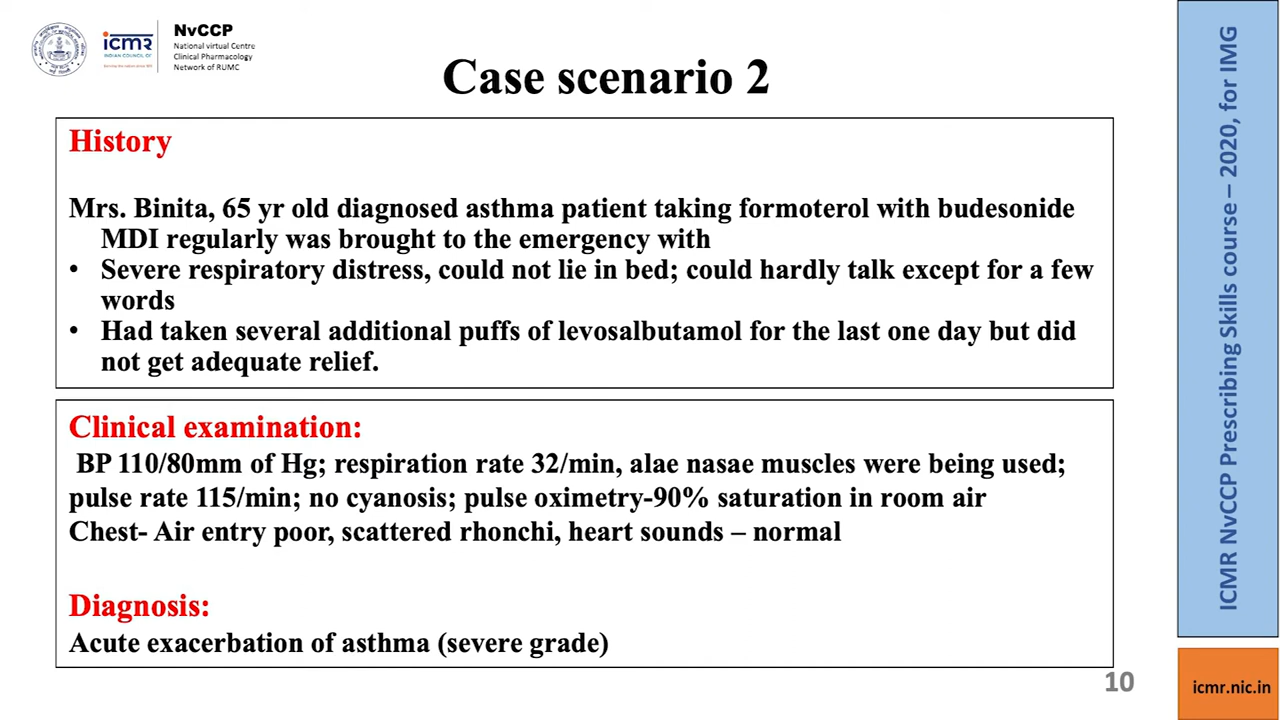 icmr
INDIAN COUNCIL OF
NvCCP
National virtual Centre
Clinical Pharmacology
Network of RUMC
Case scenario 2
History
Mrs. Binita, 65 yr old diagnosed asthma patient taking formoterol with budesonide
MDI regularly was brought to the emergency with
• Severe respiratory distress, could not lie in bed; could hardly talk except for a few
words
• Had taken several additional puffs of levosalbutamol for the last one day but did
not get adequate relief.
Clinical examination:
BP 110/80mm of Hg; respiration rate 32/min, alae nasae muscles were being used;
pulse rate 115/min; no cyanosis; pulse oximetry-90% saturation in room air
Chest- Air entry poor, scattered rhonchi, heart sounds – normal
Diagnosis:
Acute exacerbation of asthma (severe grade)
10
ICMR NvCCP Prescribing Skills course – 2020, for IMG
icmr.nic.in